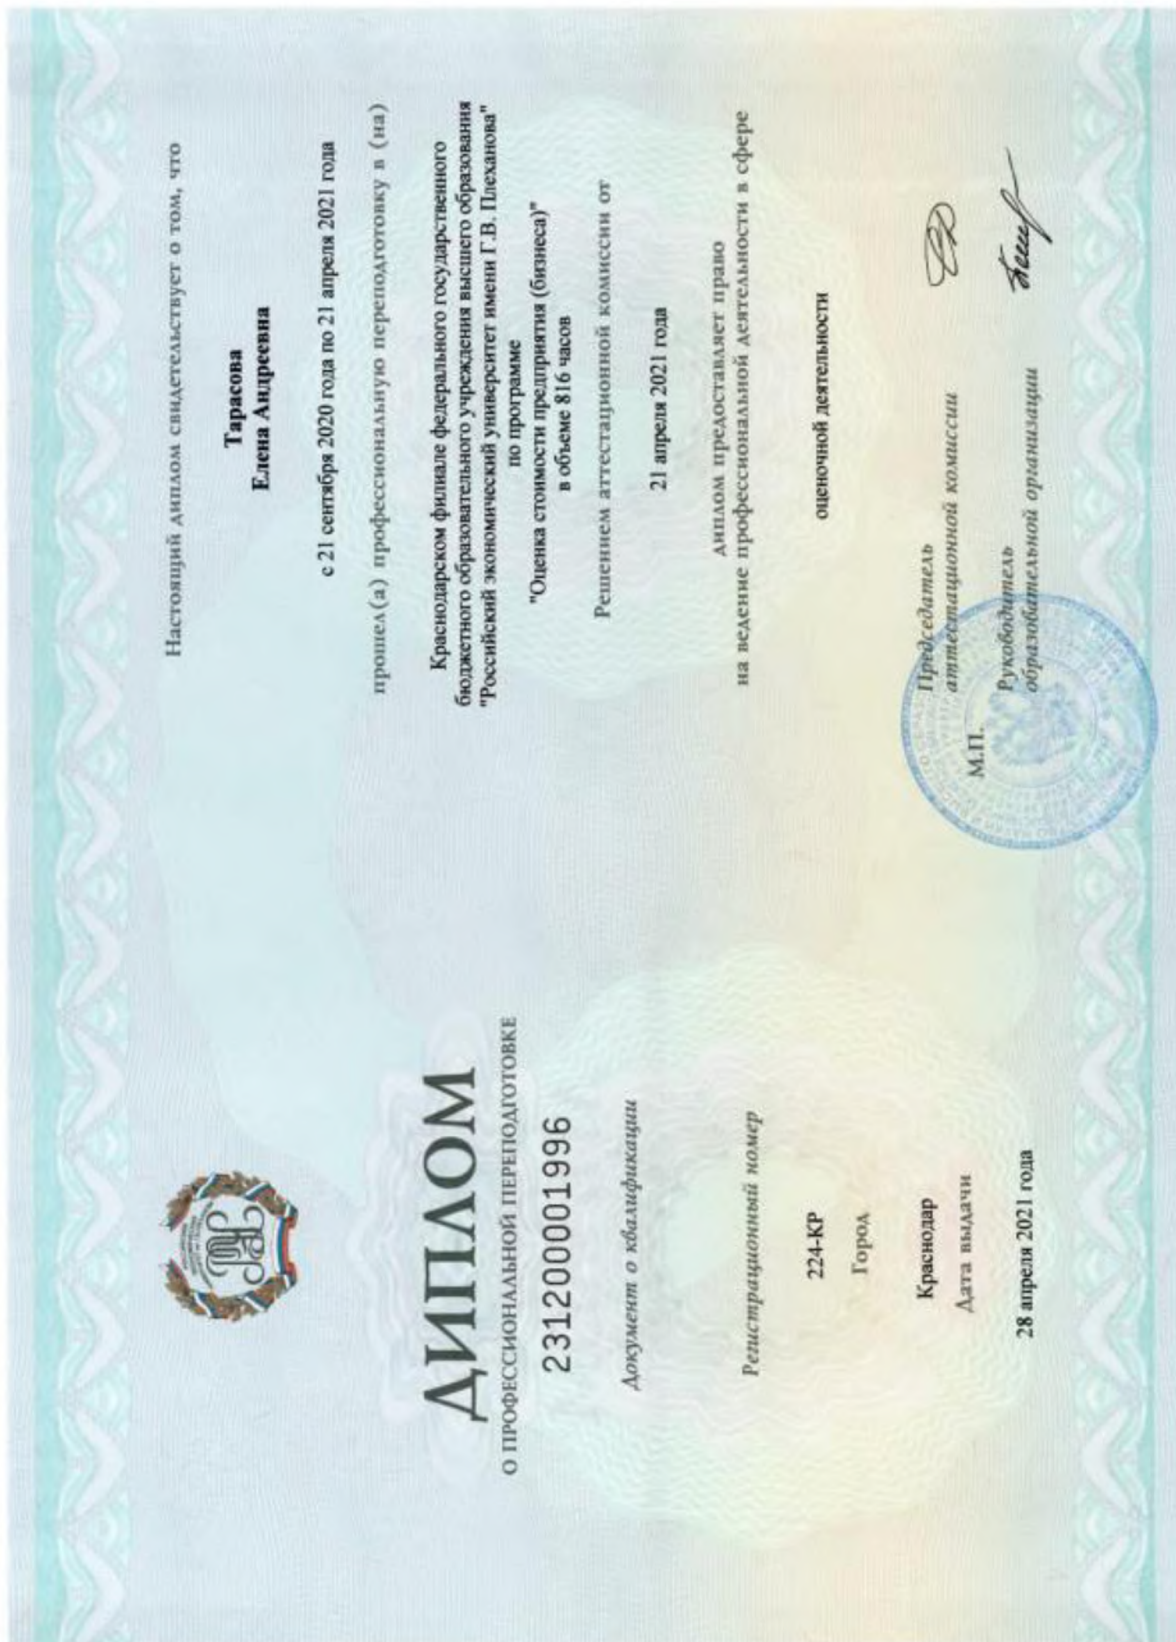 ДИПЛОМ
О ПРОФЕССИОНАЛЬНОЙ ПЕРЕПОДГОТОВКЕ
231200001996
Документ о квалификации
Регистрационный номер
224-КР
Город
Краснодар
Дата выдачи
28 апреля 2021 года
Настоящий диплом свидетельствует о том, что
Тарасова
Елена Андреевна
с 21 сентября 2020 года по 21 апреля 2021 года
прошел(а) профессиональную переподготовку в (на)
Краснодарском филиале федерального государственного
бюджетного образовательного учреждения высшего образования
"Российский экономический университет имени Г.В. Плеханова"
по программе
"Оценка стоимости предприятия (бизнеса)"
в объеме 816 часов
Решением аттестационной комиссии от
21 апреля 2021 года
диплом предоставляет право
на ведение профессиональной деятельности в сфере
оценочной деятельности
Председатель
аттестационной комиссии
М.П.
Руководитель
образовательной организации